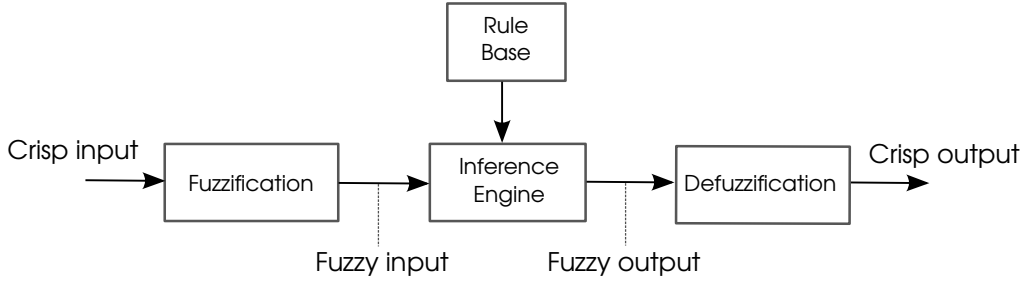 Rule
Base
Crisp input
Fuzzification
Inference
Engine
Defuzzification
Crisp output
Fuzzy input
Fuzzy output